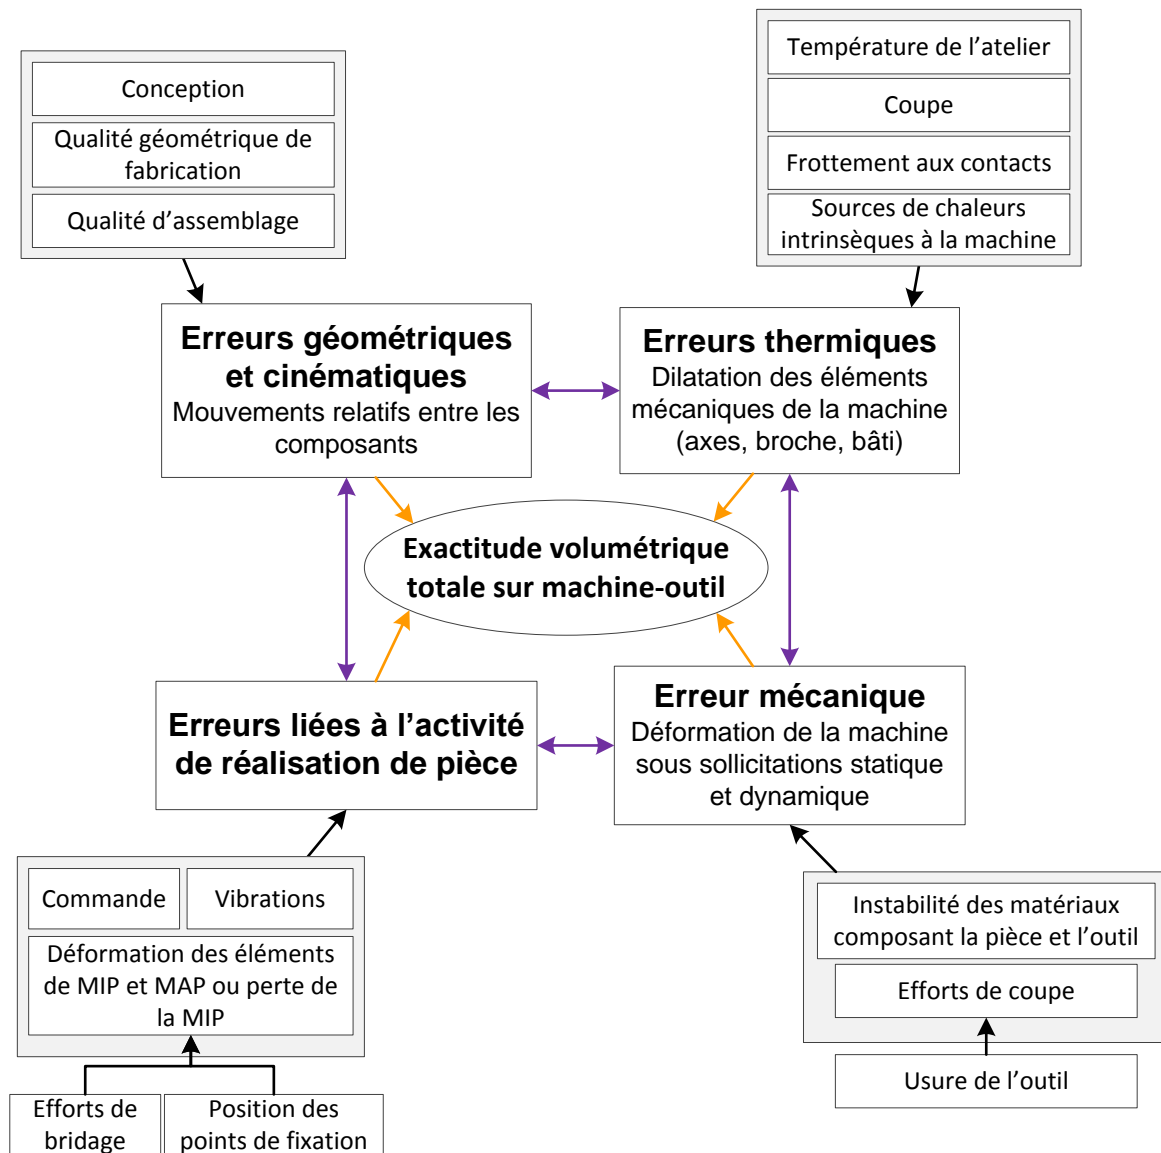 Température de l’atelier
Coupe
Frottement aux contacts
Sources de chaleurs
intrinsèques à la machine
Conception
Qualité géométrique de
fabrication
Qualité d’assemblage
Erreurs géométriques
et cinématiques
Mouvements relatifs entre les
composants
Erreurs thermiques
Dilatation des éléments
mécaniques de la machine
(axes, broche, bâti)
Exactitude volumétrique
totale sur machine-outil
Erreurs liées à l’activité
de réalisation de pièce
Erreur mécanique
Déformation de la machine
sous sollicitations statique
et dynamique
Commande
Vibrations
Déformation des éléments
de MIP et MAP ou perte de
la MIP
Efforts de
bridage
Position des
points de fixation
Instabilité des matériaux
composant la pièce et l’outil
Efforts de coupe
Usure de l’outil